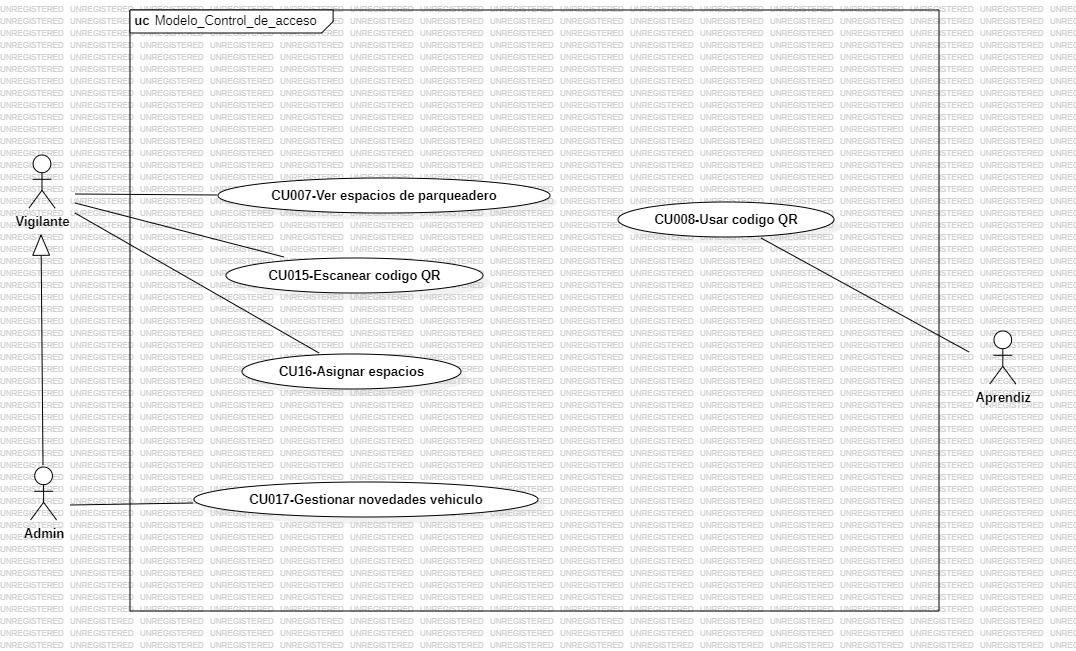 uc Modelo_Control_de_acceso
Vigilante
CU007-Ver espacios de parqueadero
CU008-Usar codigo QR
CU015-Escanear codigo QR
CU16-Asignar espacios
Aprendiz
CU017-Gestionar novedades vehiculo
Admin
UNREGISTERED